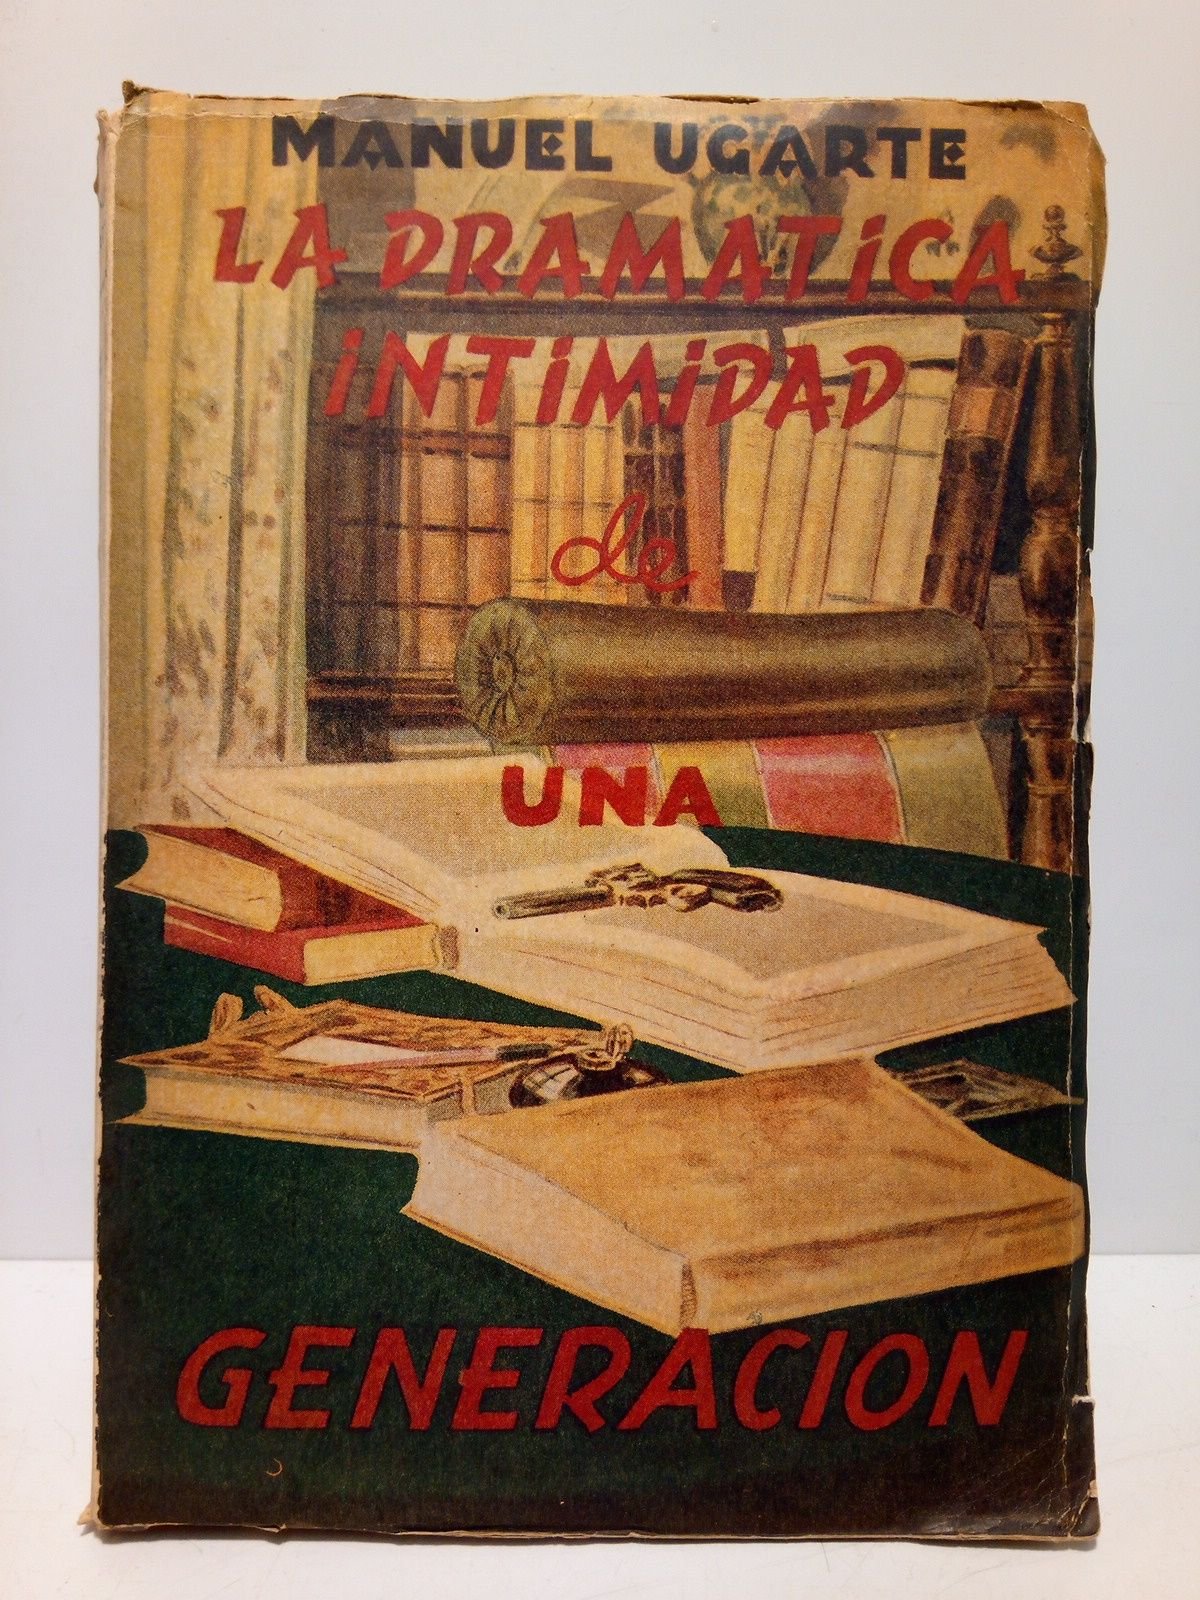 MANUEL UGARTE
LA DRAMATICA
iNTiMiDAD
de
UNA
GENERACION